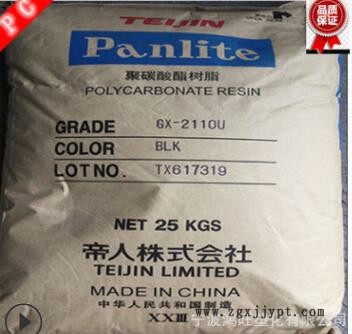 TEIJIN
PC
品质
保证
Panlite
聚碳酸酯树脂
POLYCARBONATE RESIN
GRADE GX-2110U
COLOR BLK
LOT NO. TX617319
NET 25 KGS
帝人株式会社
TEIJIN LIMITED
MADE IN CHINA
中华人民共和国制造
XXIII
www.zgxjjypt.com